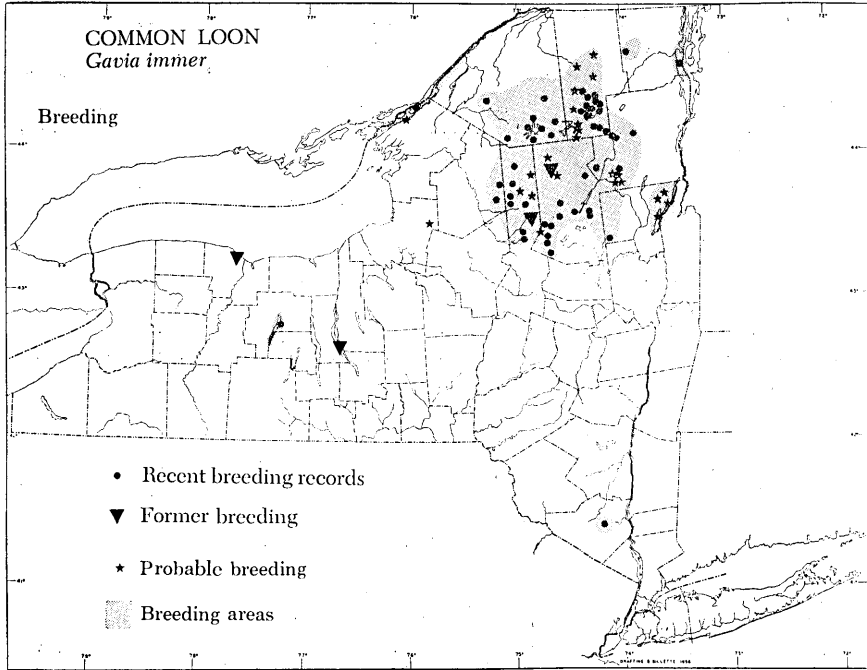 COMMON LOON
Gavia immer
Breeding
Recent breeding records
Former breeding
Probable breeding
Breeding areas